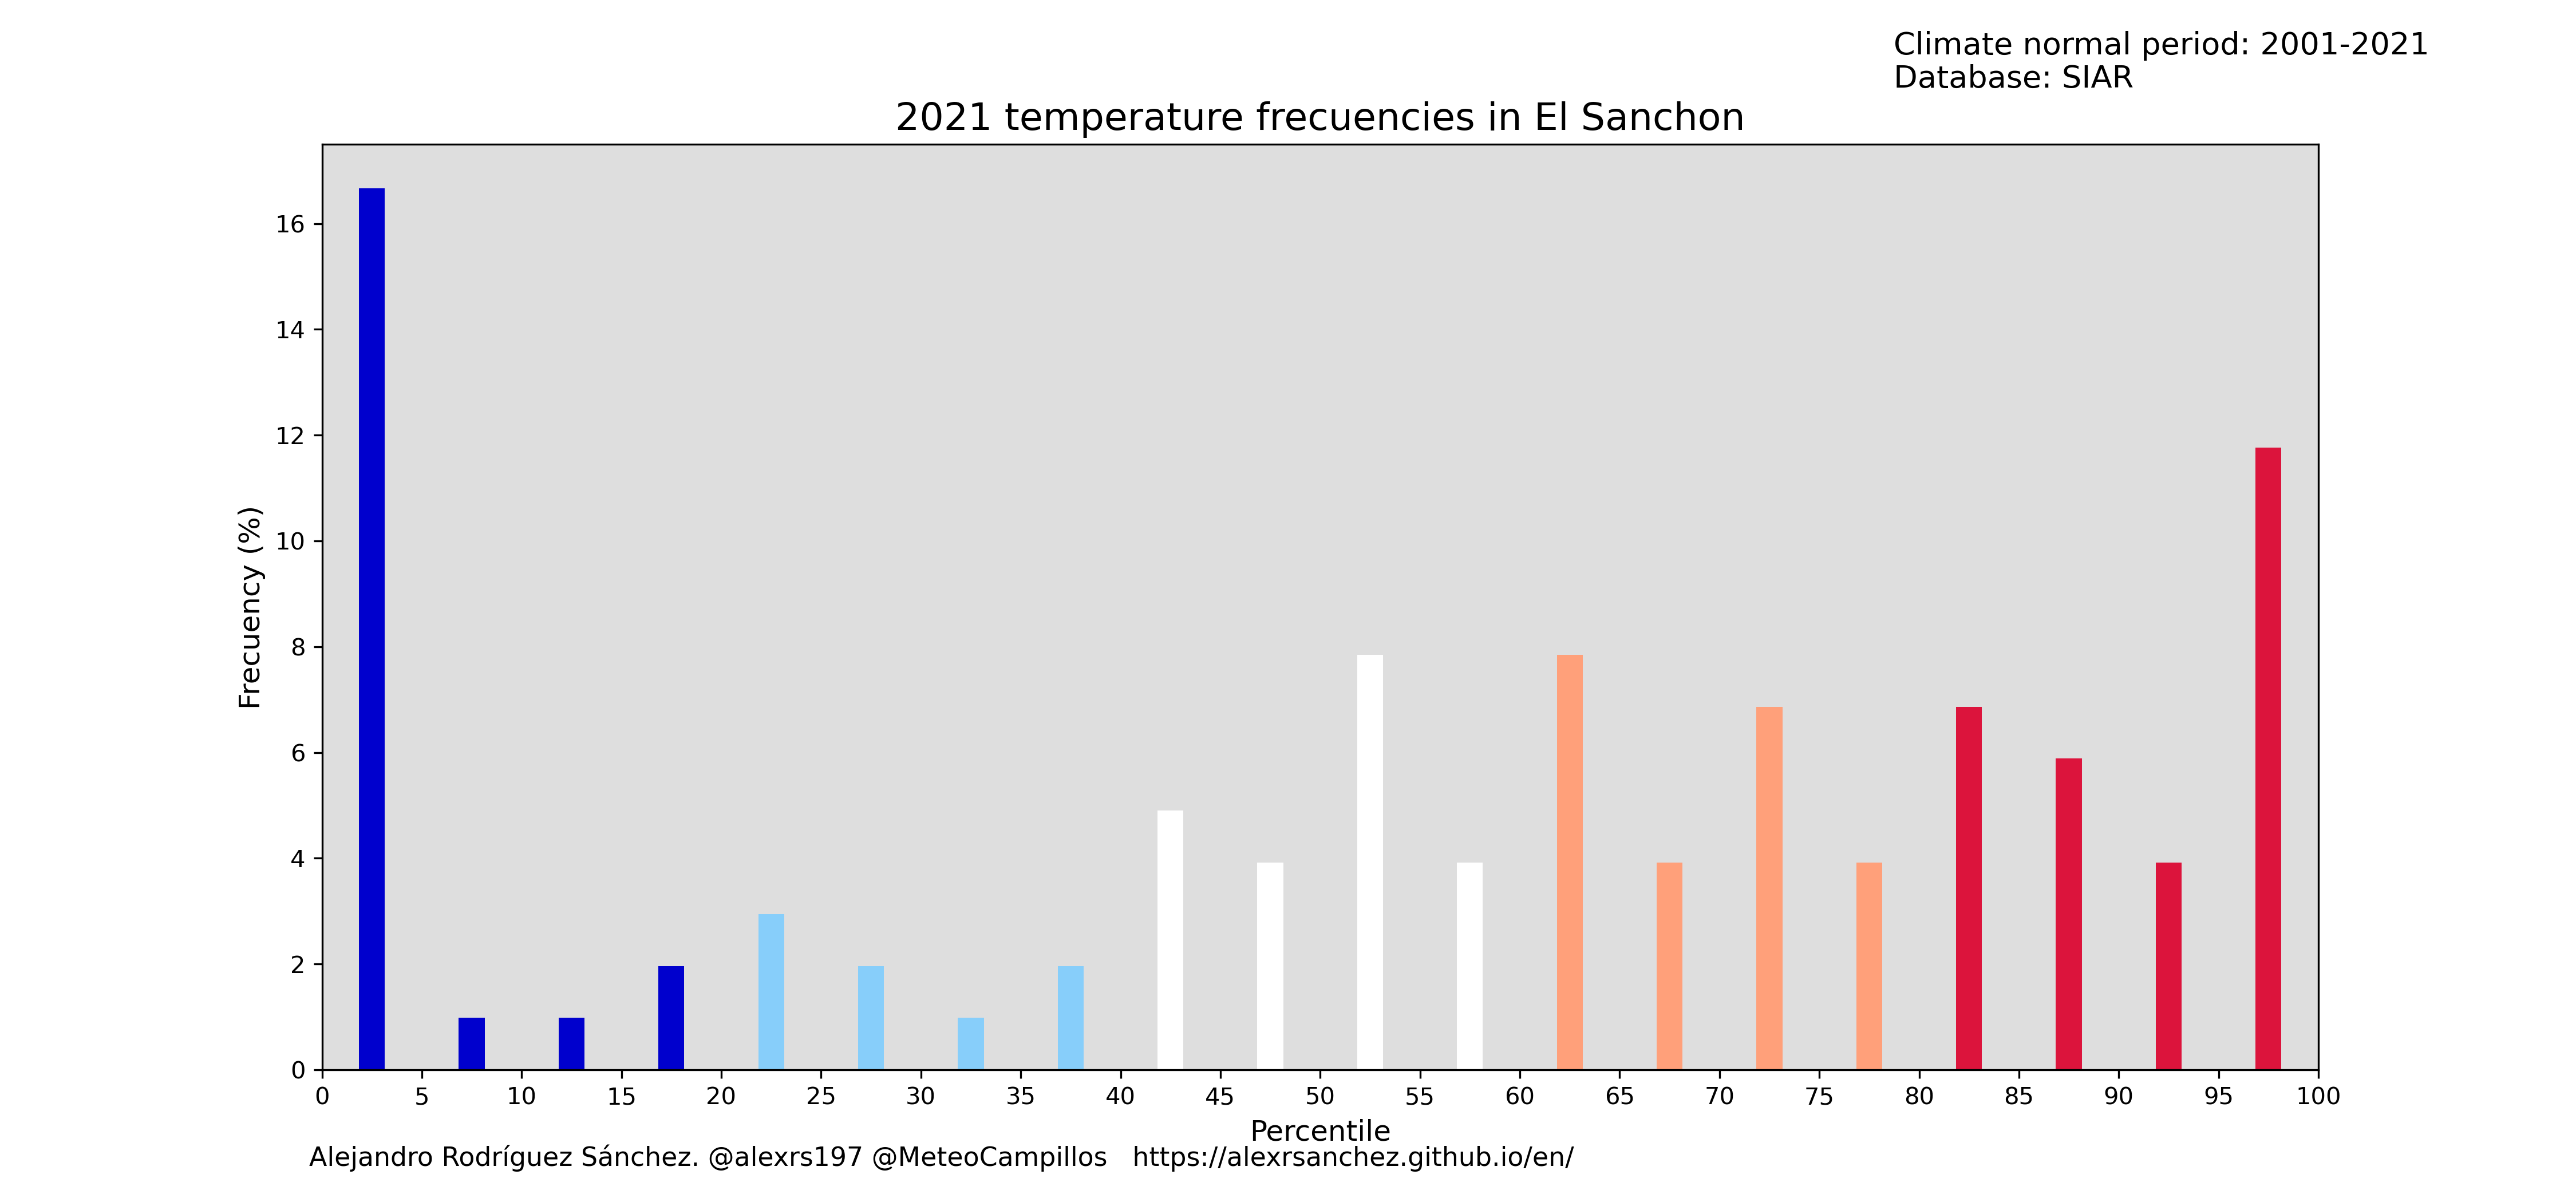 Climate normal period: 2001-2021
Database: SIAR
2021 temperature frecuencies in El Sanchon
Frecuency (%)
16
14
12
10
8
6
4
2
0
0 5 10 15 20 25 30 35 40 45 50 55 60 65 70 75 80 85 90 95 100
Percentile
Alejandro Rodríguez Sánchez. @alexrs197 @MeteoCampillos https://alexrsanchez.github.io/en/